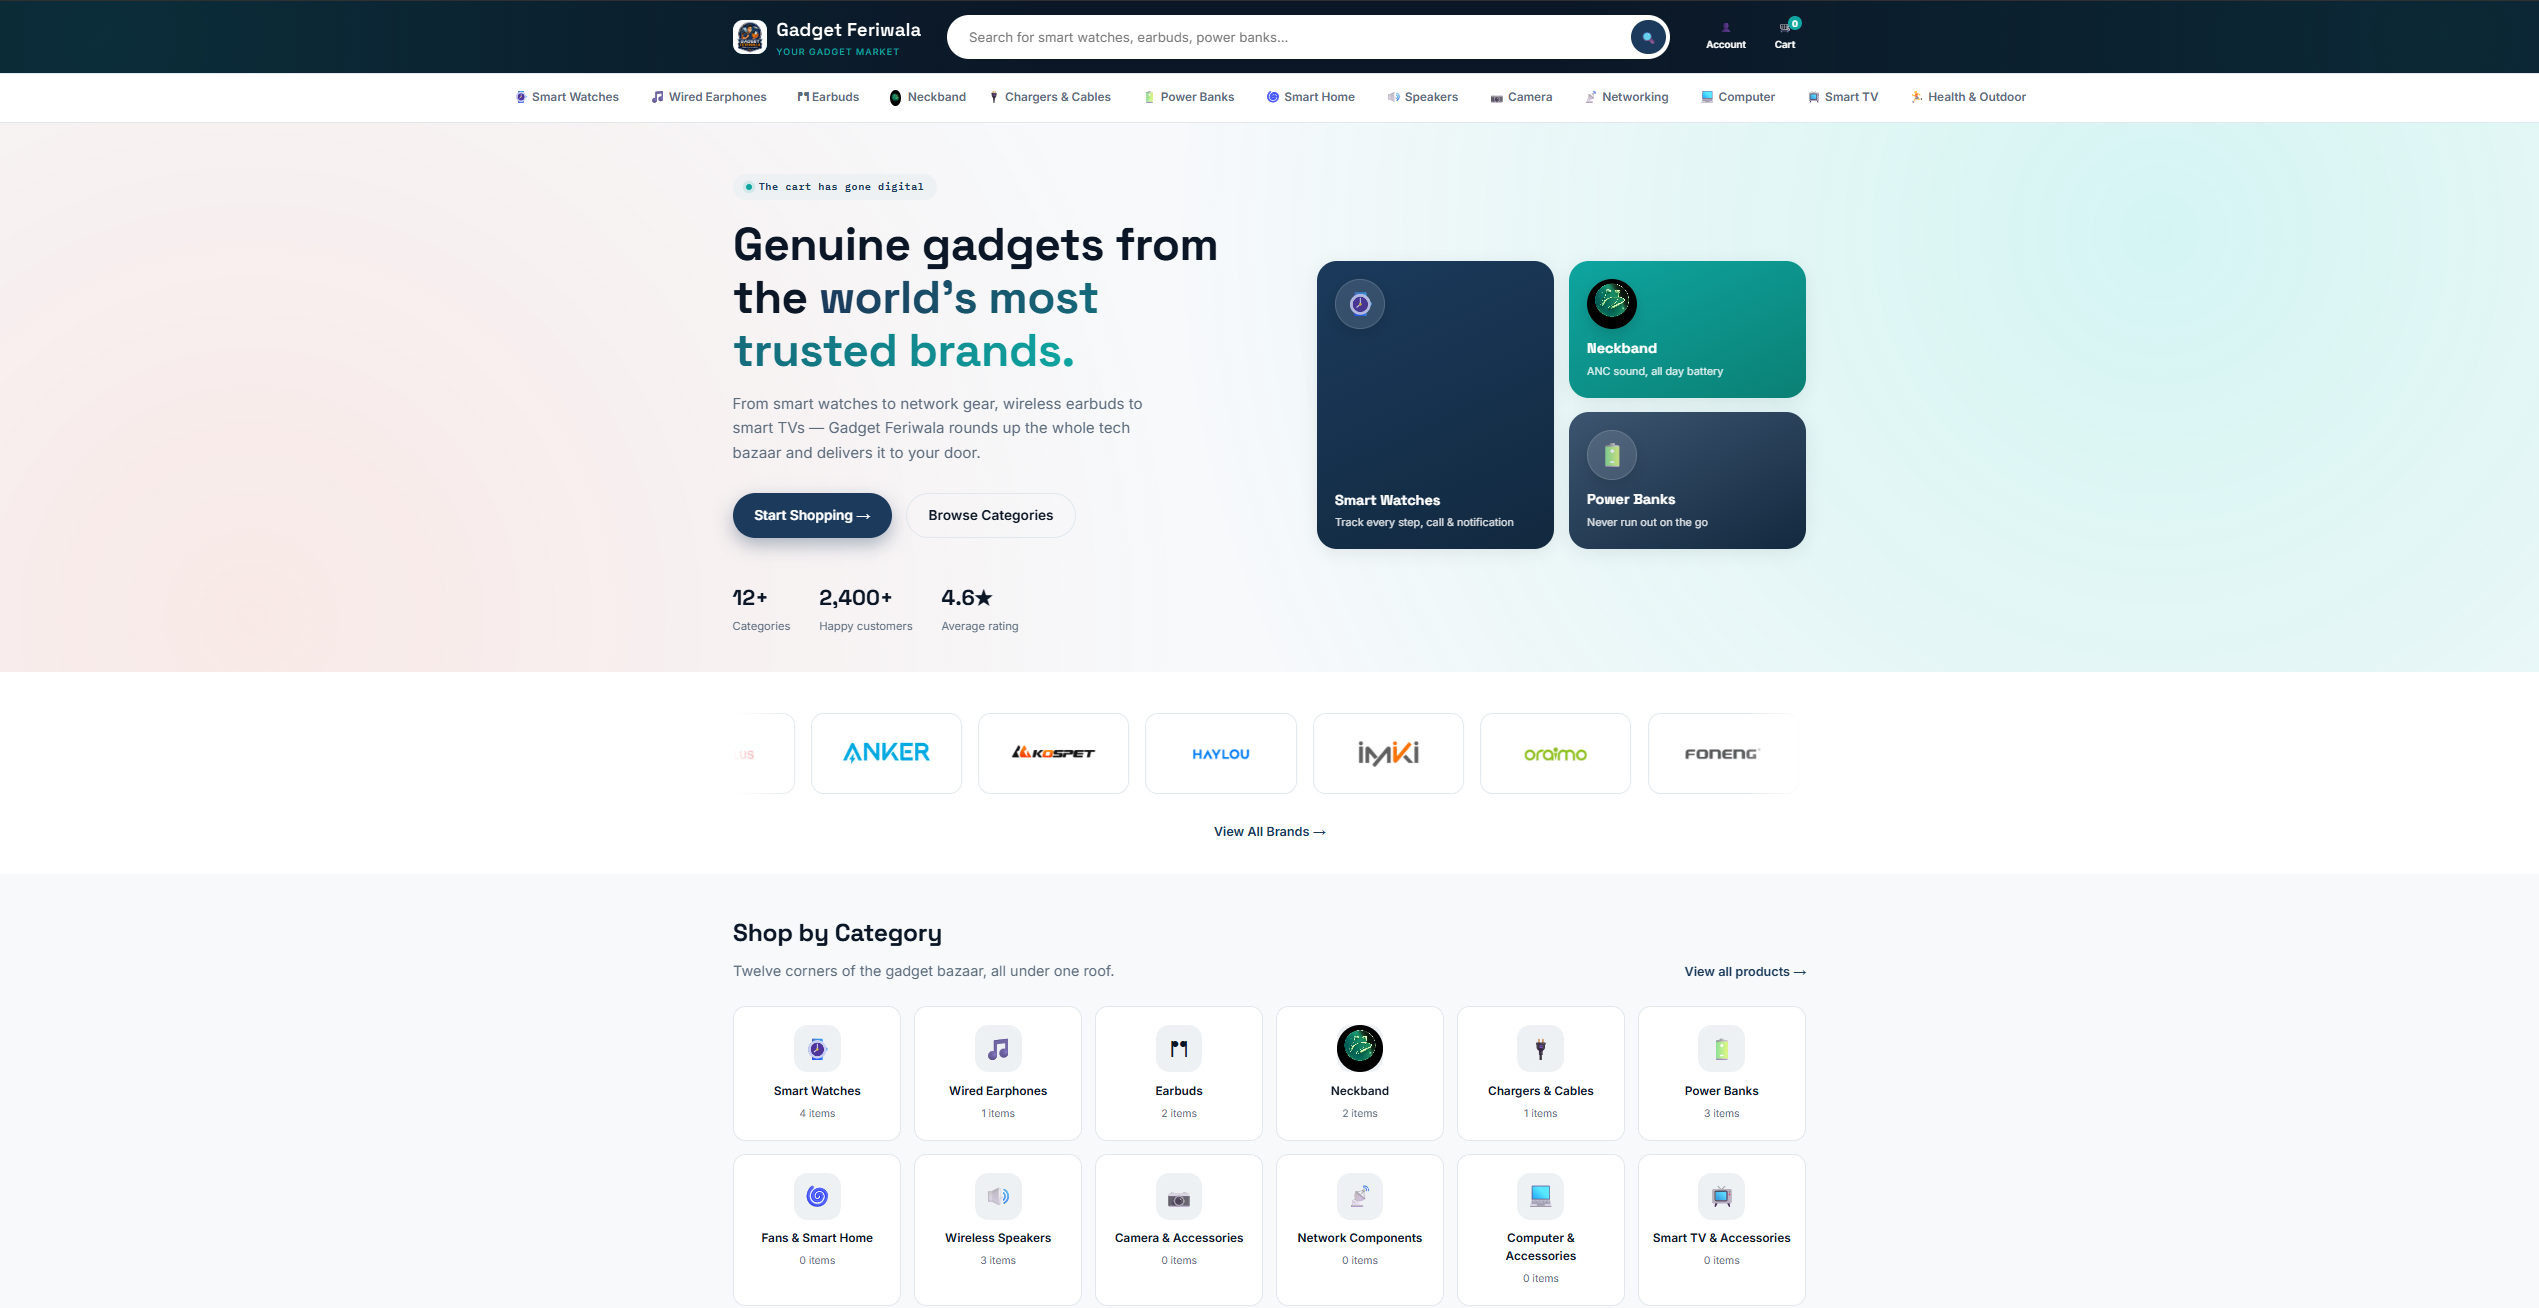 Gadget Feriwala
YOUR GADGET MARKET
Search for smart watches, earbuds, power banks...
Account
0
Cart
Smart Watches
Wired Earphones
Earbuds
Neckband
Chargers & Cables
Power Banks
Smart Home
Speakers
Camera
Networking
Computer
Smart TV
Health & Outdoor
The cart has gone digital
Genuine gadgets from
the world's most
trusted brands.
From smart watches to network gear, wireless earbuds to
smart TVs — Gadget Feriwala rounds up the whole tech
bazaar and delivers it to your door.
Start Shopping →
Browse Categories
12+
Categories
2,400+
Happy customers
4.6★
Average rating
Smart Watches
Track every step, call & notification
Neckband
ANC sound, all day battery
Power Banks
Never run out on the go
ANKER
KOSPET
HAYLOU
iMKi
oraimo
FONENG
View All Brands →
Shop by Category
Twelve corners of the gadget bazaar, all under one roof.
View all products →
Smart Watches
4 items
Wired Earphones
1 items
Earbuds
2 items
Neckband
2 items
Chargers & Cables
1 items
Power Banks
3 items
Fans & Smart Home
0 items
Wireless Speakers
3 items
Camera & Accessories
0 items
Network Components
0 items
Computer &
Accessories
0 items
Smart TV & Accessories
0 items